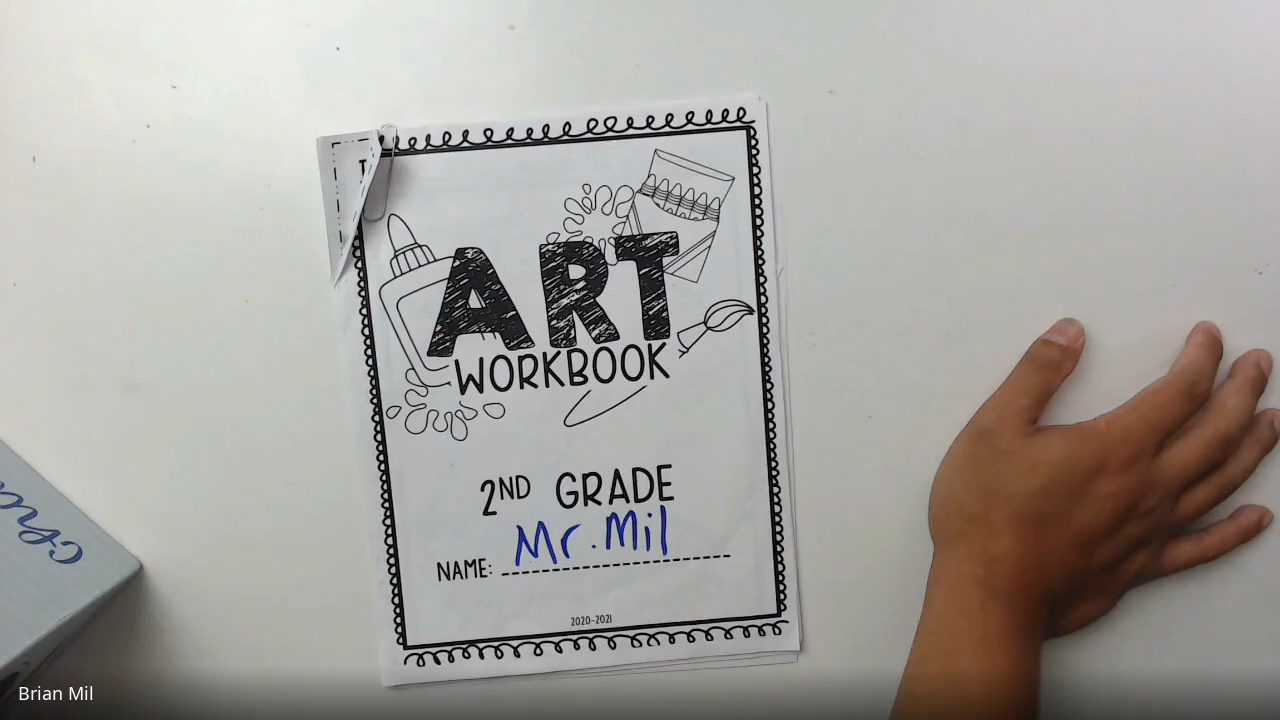 ART
WORKBOOK
2ND GRADE
NAME: Mr. Mil
2020-2021
Brian Mil